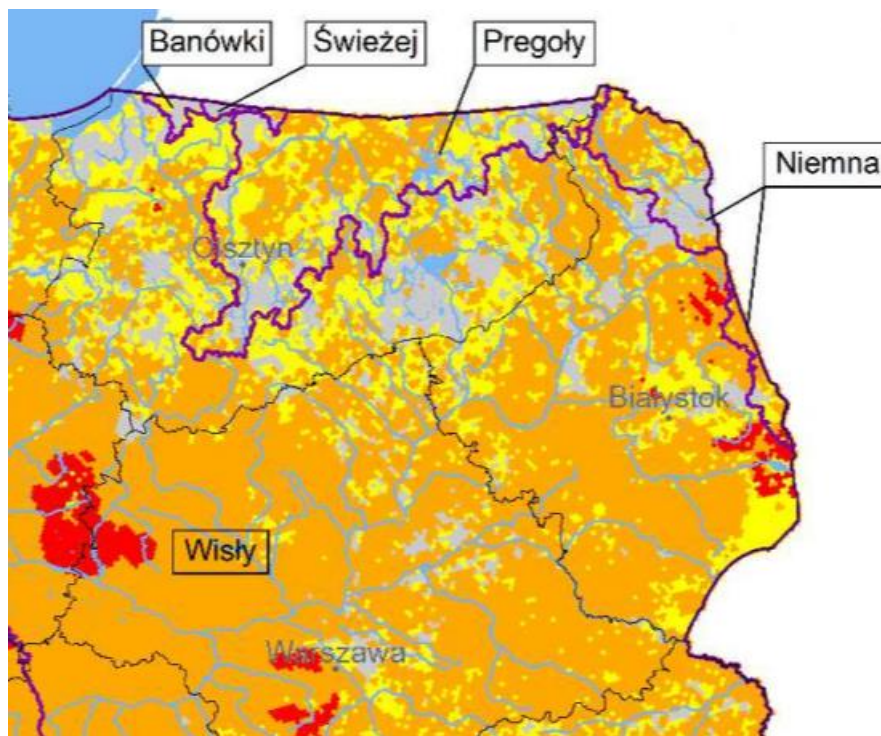 Banówki
Świeżej
Pregoły
Niemna
Olsztyn
Białystok
Wisły
Warszawa